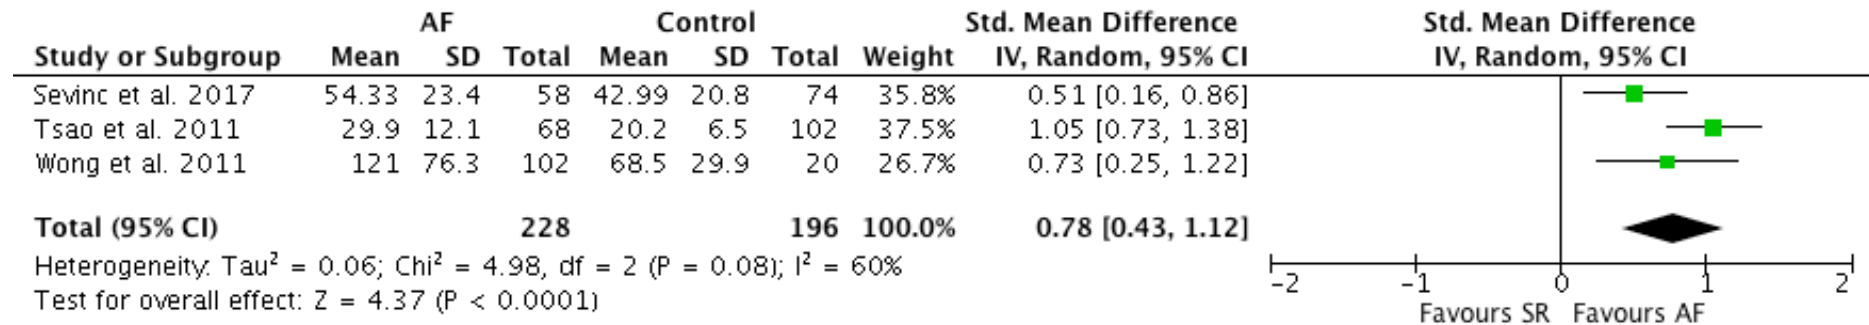 AF Control Std. Mean Difference Std. Mean Difference
Study or Subgroup Mean SD Total Mean SD Total Weight IV, Random, 95% CI IV, Random, 95% CI
Sevinc et al. 2017 54.33 23.4 58 42.99 20.8 74 35.8% 0.51 [0.16, 0.86]
Tsao et al. 2011 29.9 12.1 68 20.2 6.5 102 37.5% 1.05 [0.73, 1.38]
Wong et al. 2011 121 76.3 102 68.5 29.9 20 26.7% 0.73 [0.25, 1.22]
Total (95% CI) 228 196 100.0% 0.78 [0.43, 1.12]
Heterogeneity: Tau² = 0.06; Chi² = 4.98, df = 2 (P = 0.08); I² = 60%
Test for overall effect: Z = 4.37 (P < 0.0001)
-2 -1 0 1 2
Favours SR Favours AF